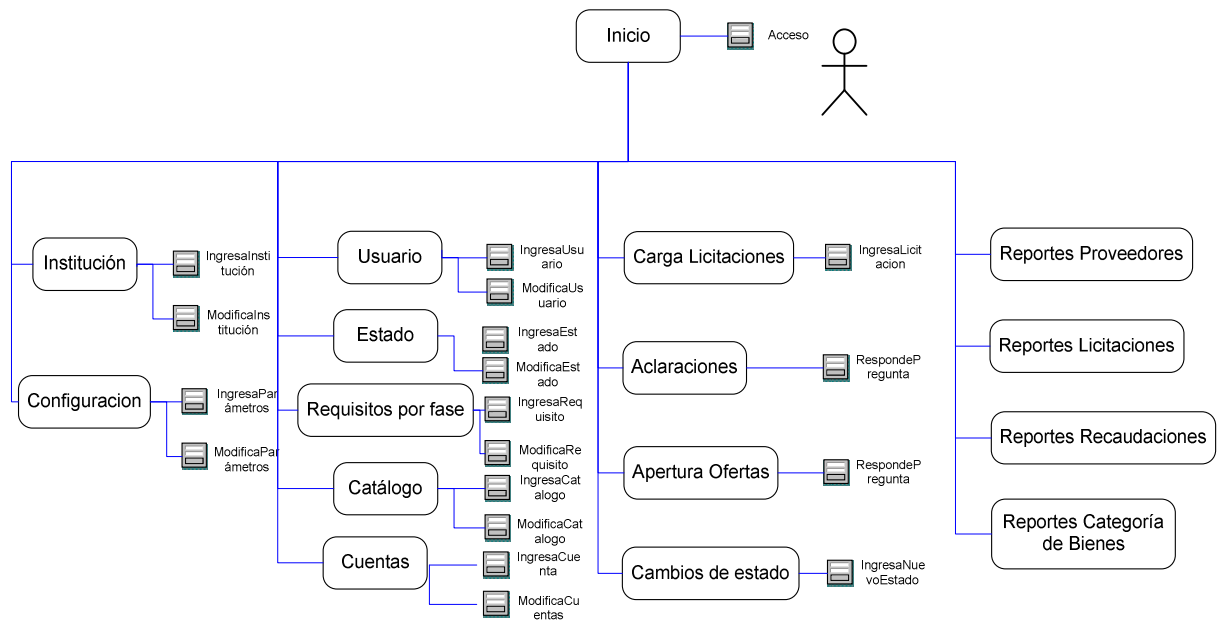 Inicio
Acceso
Institución
IngresaInsti
tución
ModificaIns
titución
Configuracion
IngresaPar
ámetros
ModificaPar
ámetros
Usuario
IngresaUsu
ario
ModificaUs
uario
Estado
IngresaEst
ado
ModificaEst
ado
Requisitos por fase
IngresaReq
uisito
ModificaRe
quisito
Catálogo
IngresaCat
alogo
ModificaCat
alogo
Cuentas
IngresaCue
nta
ModificaCu
entas
Carga Licitaciones
IngresaLicit
acion
Aclaraciones
RespondeP
regunta
Apertura Ofertas
RespondeP
regunta
Cambios de estado
IngresaNue
voEstado
Reportes Proveedores
Reportes Licitaciones
Reportes Recaudaciones
Reportes Categoría
de Bienes